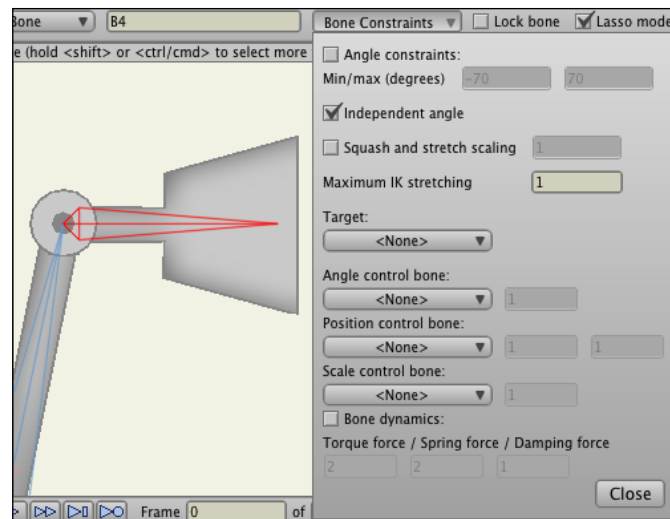 Bone B4 Bone Constraints Lock bone Lasso mode
e (hold <shift> or <ctrl/cmd> to select more
Angle constraints:
Min/max (degrees) -70 70
Independent angle
Squash and stretch scaling 1
Maximum IK stretching 1
Target:
<None>
Angle control bone:
<None> 1
Position control bone:
<None> 1 1
Scale control bone:
<None> 1
Bone dynamics:
Torque force / Spring force / Damping force
2 2 1
Close
Frame 0 of